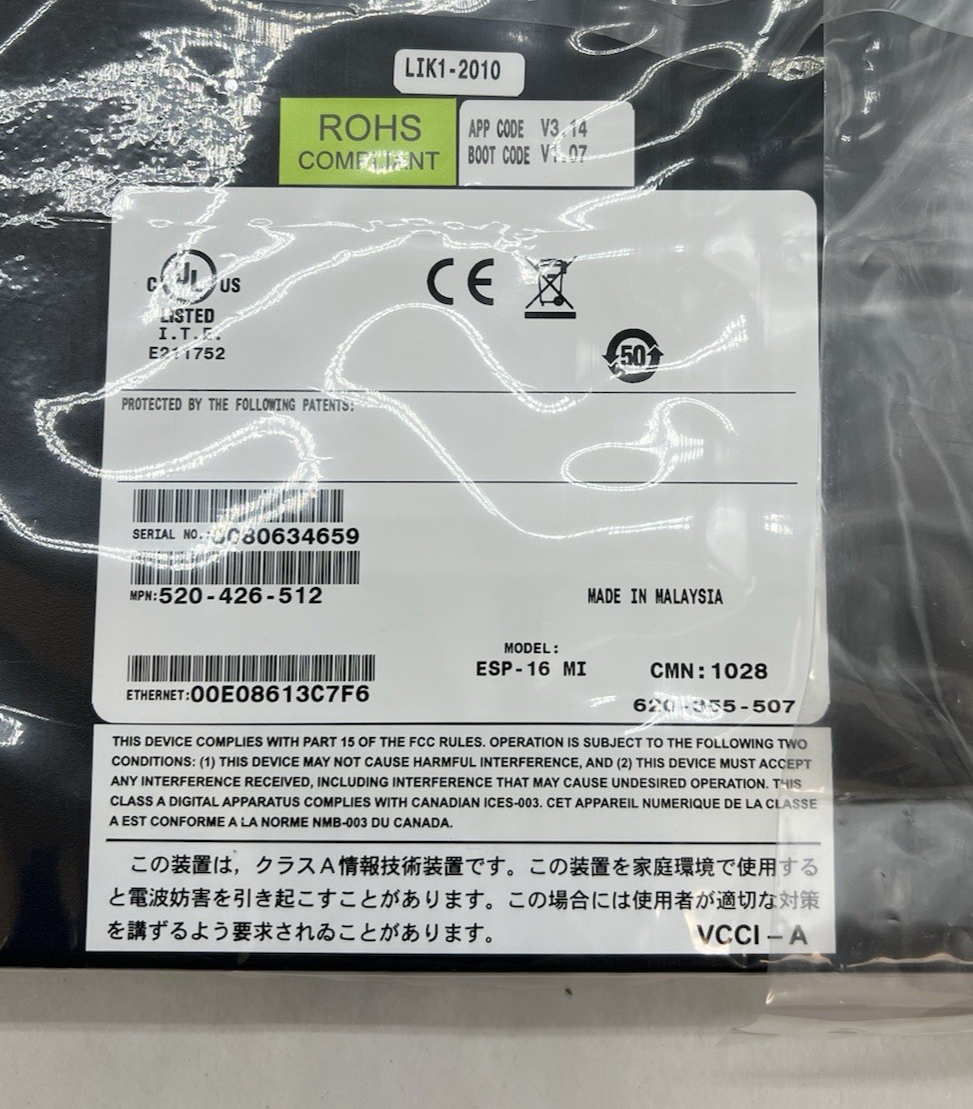 LIK1-2010
ROHS
COMPLIANT
APP CODE V3.14
BOOT CODE V1.07
C UL US
LISTED
I.T.E.
E211752
CE
50
PROTECTED BY THE FOLLOWING PATENTS:
SERIAL NO.:
MPN:520-426-512
MADE IN MALAYSIA
MODEL:
ESP-16 MI
CMN:1028
ETHERNET:00E08613C7F6
THIS DEVICE COMPLIES WITH PART 15 OF THE FCC RULES. OPERATION IS SUBJECT TO THE FOLLOWING TWO
CONDITIONS: (1) THIS DEVICE MAY NOT CAUSE HARMFUL INTERFERENCE, AND (2) THIS DEVICE MUST ACCEPT
ANY INTERFERENCE RECEIVED, INCLUDING INTERFERENCE THAT MAY CAUSE UNDESIRED OPERATION. THIS
CLASS A DIGITAL APPARATUS COMPLIES WITH CANADIAN ICES-003. CET APPAREIL NUMERIQUE DE LA CLASSE
A EST CONFORME A LA NORME NMB-003 DU CANADA.
この装置は，クラスA情報技術装置です。この装置を家庭環境で使用する
と電波妨害を引き起こすことがあります。この場合には使用者が適切な対策
を講ずるよう要求されゐことがあります。
VCCI-A